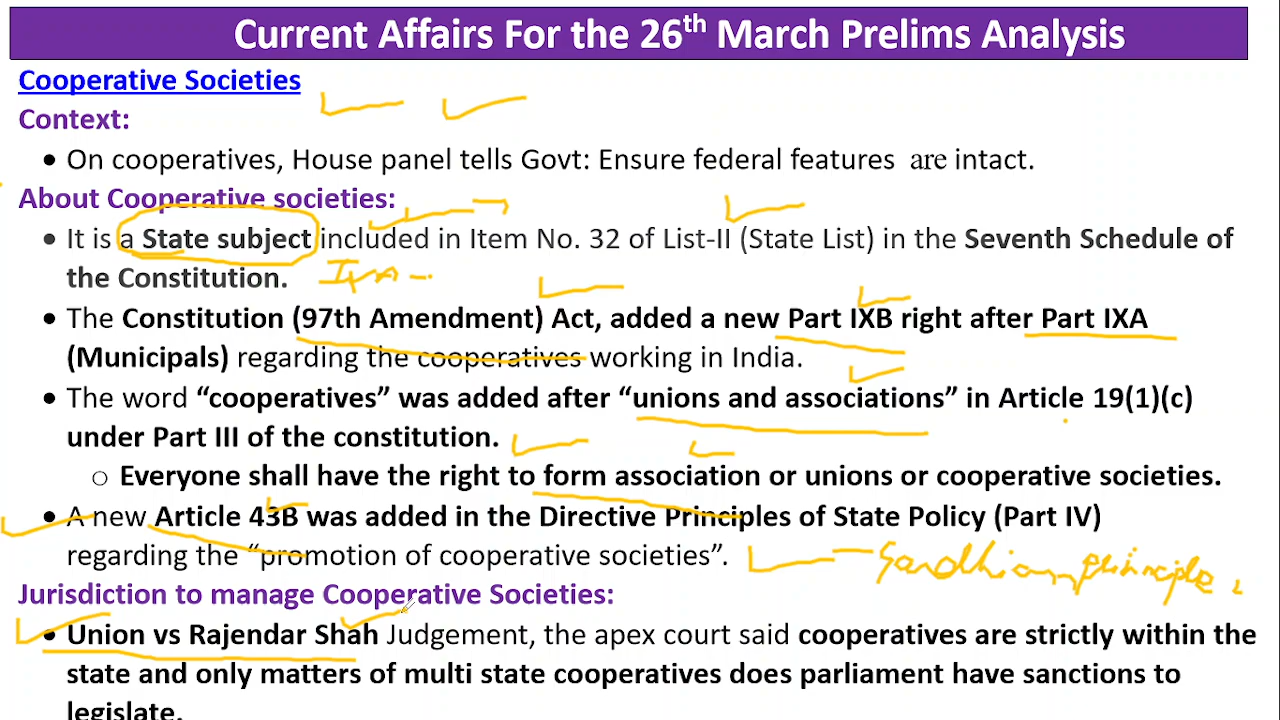 Current Affairs For the 26th March Prelims Analysis
Cooperative Societies
Context:
• On cooperatives, House panel tells Govt: Ensure federal features are intact.
About Cooperative societies:
• It is a State subject included in Item No. 32 of List-II (State List) in the Seventh Schedule of
the Constitution. IXA -
• The Constitution (97th Amendment) Act, added a new Part IXB right after Part IXA
(Municipals) regarding the cooperatives working in India.
• The word “cooperatives” was added after “unions and associations” in Article 19(1)(c)
under Part III of the constitution.
○ Everyone shall have the right to form association or unions or cooperative societies.
• A new Article 43B was added in the Directive Principles of State Policy (Part IV)
regarding the “promotion of cooperative societies”. principle
Jurisdiction to manage Cooperative Societies:
• Union vs Rajendar Shah Judgement, the apex court said cooperatives are strictly within the
state and only matters of multi state cooperatives does parliament have sanctions to
legislate.